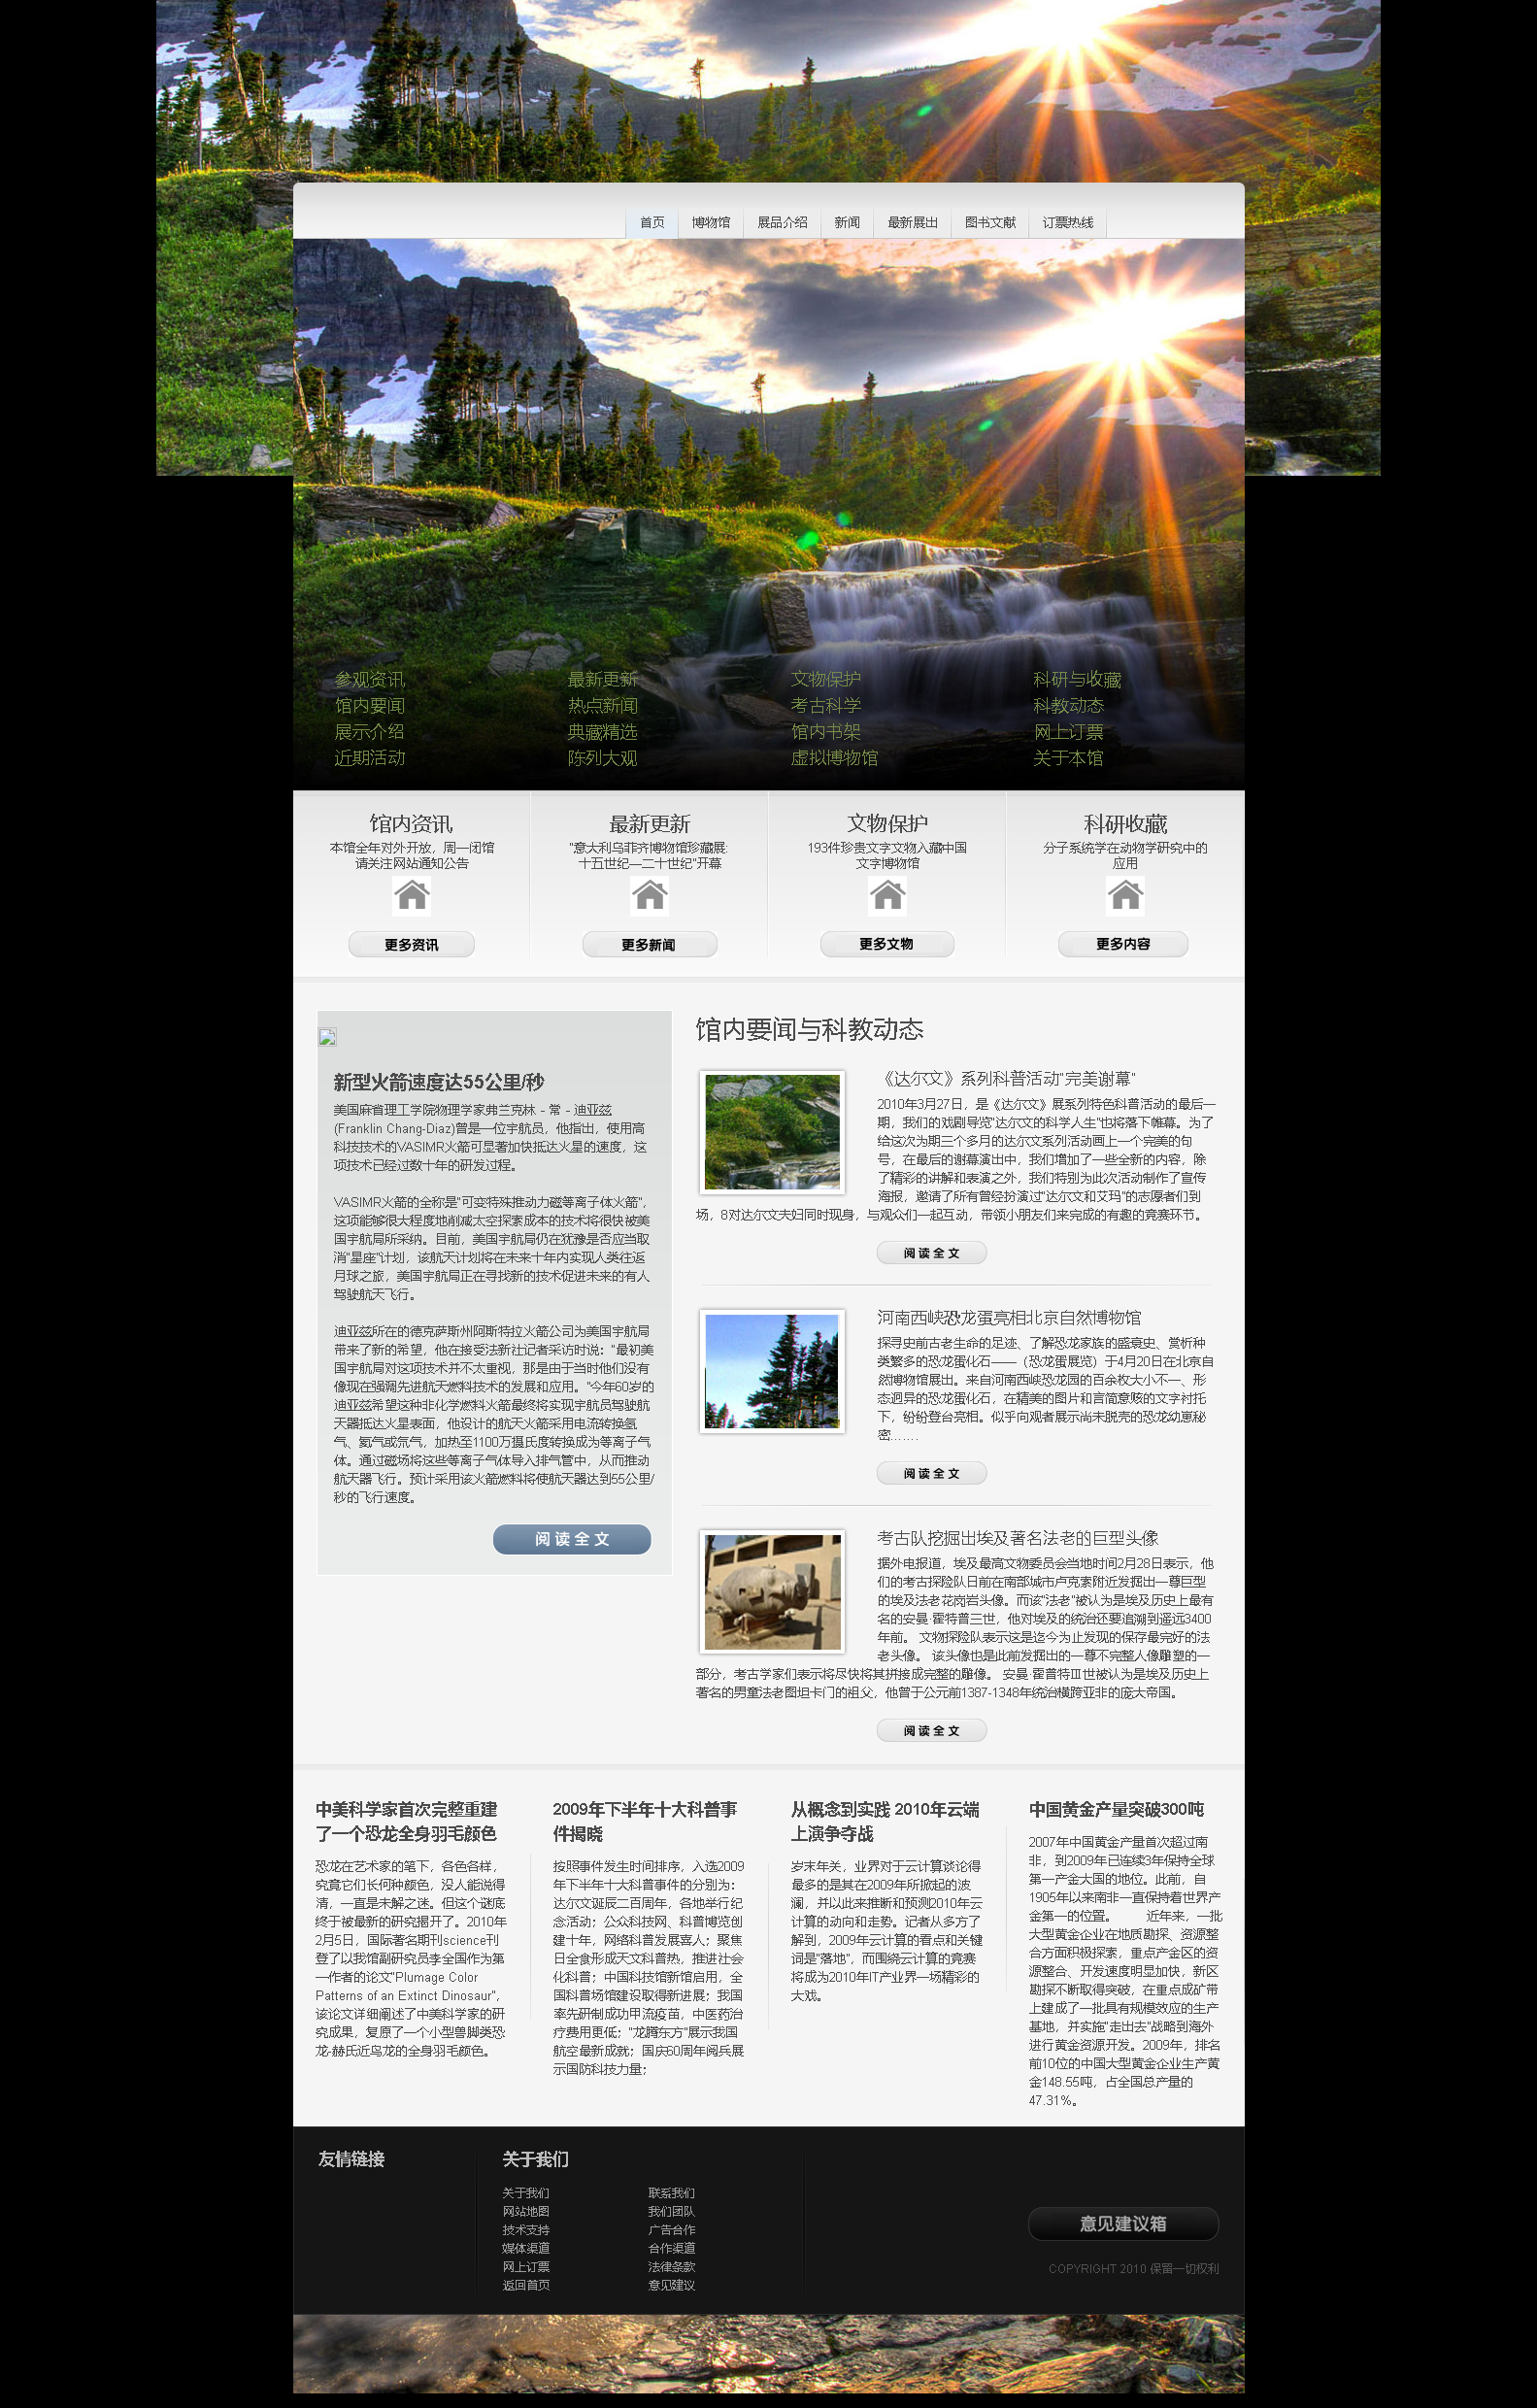 首页 博物馆 展品介绍 新闻 最新展出 图书文献 订票热线
参观资讯 最新更新 文物保护 科研与收藏
馆内要闻 热点新闻 考古科学 科教动态
展示介绍 典藏精选 馆内书架 网上订票
近期活动 陈列大观 虚拟博物馆 关于本馆
馆内资讯
本馆全年对外开放，周一闭馆
请关注网站通知公告
更多资讯
最新更新
"意大利乌菲齐博物馆珍藏展:
十五世纪—二十世纪"开幕
更多新闻
文物保护
193件珍贵文字文物入藏中国
文字博物馆
更多文物
科研收藏
分子系统学在动物学研究中的
应用
更多内容
新型火箭速度达55公里/秒
美国麻省理工学院物理学家弗兰克林 - 常 - 迪亚兹
(Franklin Chang-Diaz)曾是一位宇航员，他指出，使用高
科技技术的VASIMR火箭可显著加快抵达火星的速度，这
项技术已经过数十年的研发过程。
VASIMR火箭的全称是"可变特殊推动力磁等离子体火箭"，
这项能够很大程度地削减太空探索成本的技术将很快被美
国宇航局所采纳。目前，美国宇航局仍在犹豫是否应当取
消"星座"计划，该航天计划将在未来十年内实现人类往返
月球之旅，美国宇航局正在寻找新的技术促进未来的有人
驾驶航天飞行。
迪亚兹所在的德克萨斯州阿斯特拉火箭公司为美国宇航局
带来了新的希望，他在接受法新社记者采访时说："最初美
国宇航局对这项技术并不太重视，那是由于当时他们没有
像现在强调先进航天燃料技术的发展和应用。"今年60岁的
迪亚兹希望这种非化学燃料火箭最终将实现宇航员驾驶航
天器抵达火星表面，他设计的航天火箭采用电流转换氢
气、氦气或氘气，加热至1100万摄氏度转换成为等离子气
体。通过磁场将这些等离子气体导入排气管中，从而推动
航天器飞行。预计采用该火箭燃料将使航天器达到55公里/
秒的飞行速度。
阅读全文
馆内要闻与科教动态
《达尔文》系列科普活动"完美谢幕"
2010年3月27日，是《达尔文》展系列特色科普活动的最后一
期，我们的戏剧导览"达尔文的科学人生"也将落下帷幕。为了
给这次为期三个多月的达尔文系列活动画上一个完美的句
号，在最后的谢幕演出中，我们增加了一些全新的内容，除
了精彩的讲解和表演之外，我们特别为此次活动制作了宣传
海报，邀请了所有曾经扮演过"达尔文和艾玛"的志愿者们到
场，8对达尔文夫妇同时现身，与观众们一起互动，带领小朋友们来完成的有趣的竞赛环节。
阅读全文
河南西峡恐龙蛋亮相北京自然博物馆
探寻史前古老生命的足迹、了解恐龙家族的盛衰史、赏析种
类繁多的恐龙蛋化石——（恐龙蛋展览）于4月20日在北京自
然博物馆展出。来自河南西峡恐龙园的百余枚大小不一、形
态迥异的恐龙蛋化石，在精美的图片和言简意赅的文字衬托
下，纷纷登台亮相。似乎向观者展示尚未脱壳的恐龙幼崽秘
密.……
阅读全文
考古队挖掘出埃及著名法老的巨型头像
据外电报道，埃及最高文物委员会当地时间2月28日表示，他
们的考古探险队日前在南部城市卢克索附近发掘出一尊巨型
的埃及法老花岗岩头像。而该"法老"被认为是埃及历史上最有
名的安曼·霍特普三世，他对埃及的统治还要追溯到遥远3400
年前。 文物探险队表示这是迄今为止发现的保存最完好的法
老头像。 该头像也是此前发掘出的一尊不完整人像雕塑的一
部分，考古学家们表示将尽快将其拼接成完整的雕像。 安曼·霍普特Ⅲ世被认为是埃及历史上
著名的男童法老图坦卡门的祖父，他曾于公元前1387-1348年统治横跨亚非的庞大帝国。
阅读全文
中美科学家首次完整重建
了一个恐龙全身羽毛颜色
恐龙在艺术家的笔下，各色各样，
究竟它们长何种颜色，没人能说得
清，一直是未解之迷。但这个谜底
终于被最新的研究揭开了。2010年
2月5日，国际著名期刊science刊
登了以我馆副研究员李全国作为第
一作者的论文"Plumage Color
Patterns of an Extinct Dinosaur"，
该论文详细阐述了中美科学家的研
究成果，复原了一个小型兽脚类恐
龙-赫氏近鸟龙的全身羽毛颜色。
2009年下半年十大科普事
件揭晓
按照事件发生时间排序，入选2009
年下半年十大科普事件的分别为：
达尔文诞辰二百周年，各地举行纪
念活动；公众科技网、科普博览创
建十年，网络科普发展喜人；聚焦
日全食形成天文科普热，推进社会
化科普；中国科技馆新馆启用，全
国科普场馆建设取得新进展；我国
率先研制成功甲流疫苗，中医药治
疗费用更低；"龙腾东方"展示我国
航空最新成就；国庆60周年阅兵展
示国防科技力量；
从概念到实践 2010年云端
上演争夺战
岁末年关，业界对于云计算谈论得
最多的是其在2009年所掀起的波
澜，并以此来推断和预测2010年云
计算的动向和走势。记者从多方了
解到，2009年云计算的看点和关键
词是"落地"，而围绕云计算的竞赛
将成为2010年IT产业界一场精彩的
大戏。
中国黄金产量突破300吨
2007年中国黄金产量首次超过南
非，到2009年已连续3年保持全球
第一产金大国的地位。此前，自
1905年以来南非一直保持着世界产
金第一的位置。 近年来，一批
大型黄金企业在地质勘探、资源整
合方面积极探索，重点产金区的资
源整合、开发速度明显加快，新区
勘探不断取得突破，在重点成矿带
上建成了一批具有规模效应的生产
基地，并实施"走出去"战略到海外
进行黄金资源开发。2009年，排名
前10位的中国大型黄金企业生产黄
金148.55吨，占全国总产量的
47.31%。
友情链接
关于我们
关于我们 联系我们
网站地图 我们团队
技术支持 广告合作
媒体渠道 合作渠道
网上订票 法律条款
返回首页 意见建议
意见建议箱
COPYRIGHT 2010 保留一切权利